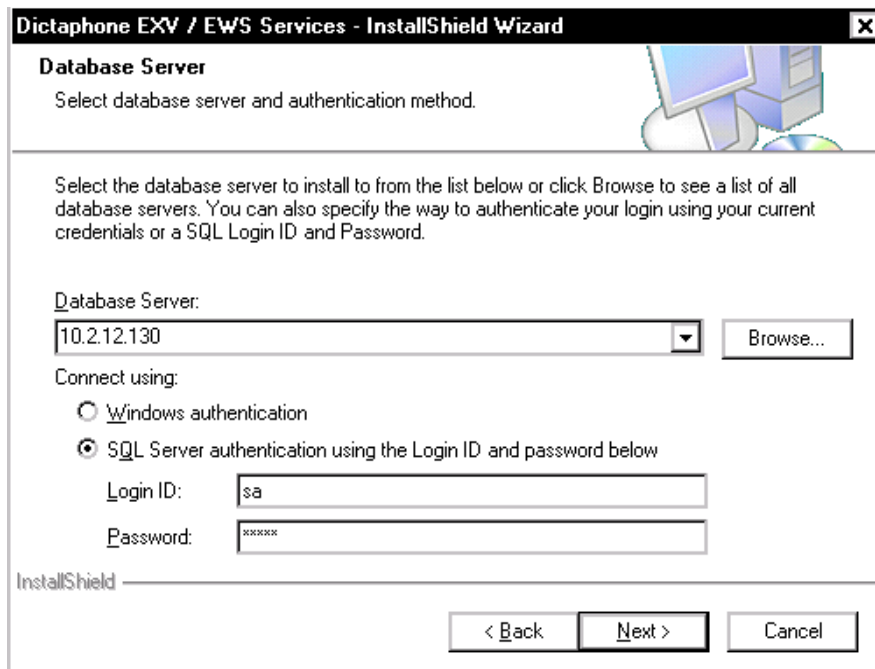 Dictaphone EXV / EWS Services - InstallShield Wizard
Database Server
Select database server and authentication method.
Select the database server to install to from the list below or click Browse to see a list of all
database servers. You can also specify the way to authenticate your login using your current
credentials or a SQL Login ID and Password.
Database Server:
10.2.12.130
Browse...
Connect using:
Windows authentication
SQL Server authentication using the Login ID and password below
Login ID:
sa
Password:
*****
InstallShield
< Back
Next >
Cancel